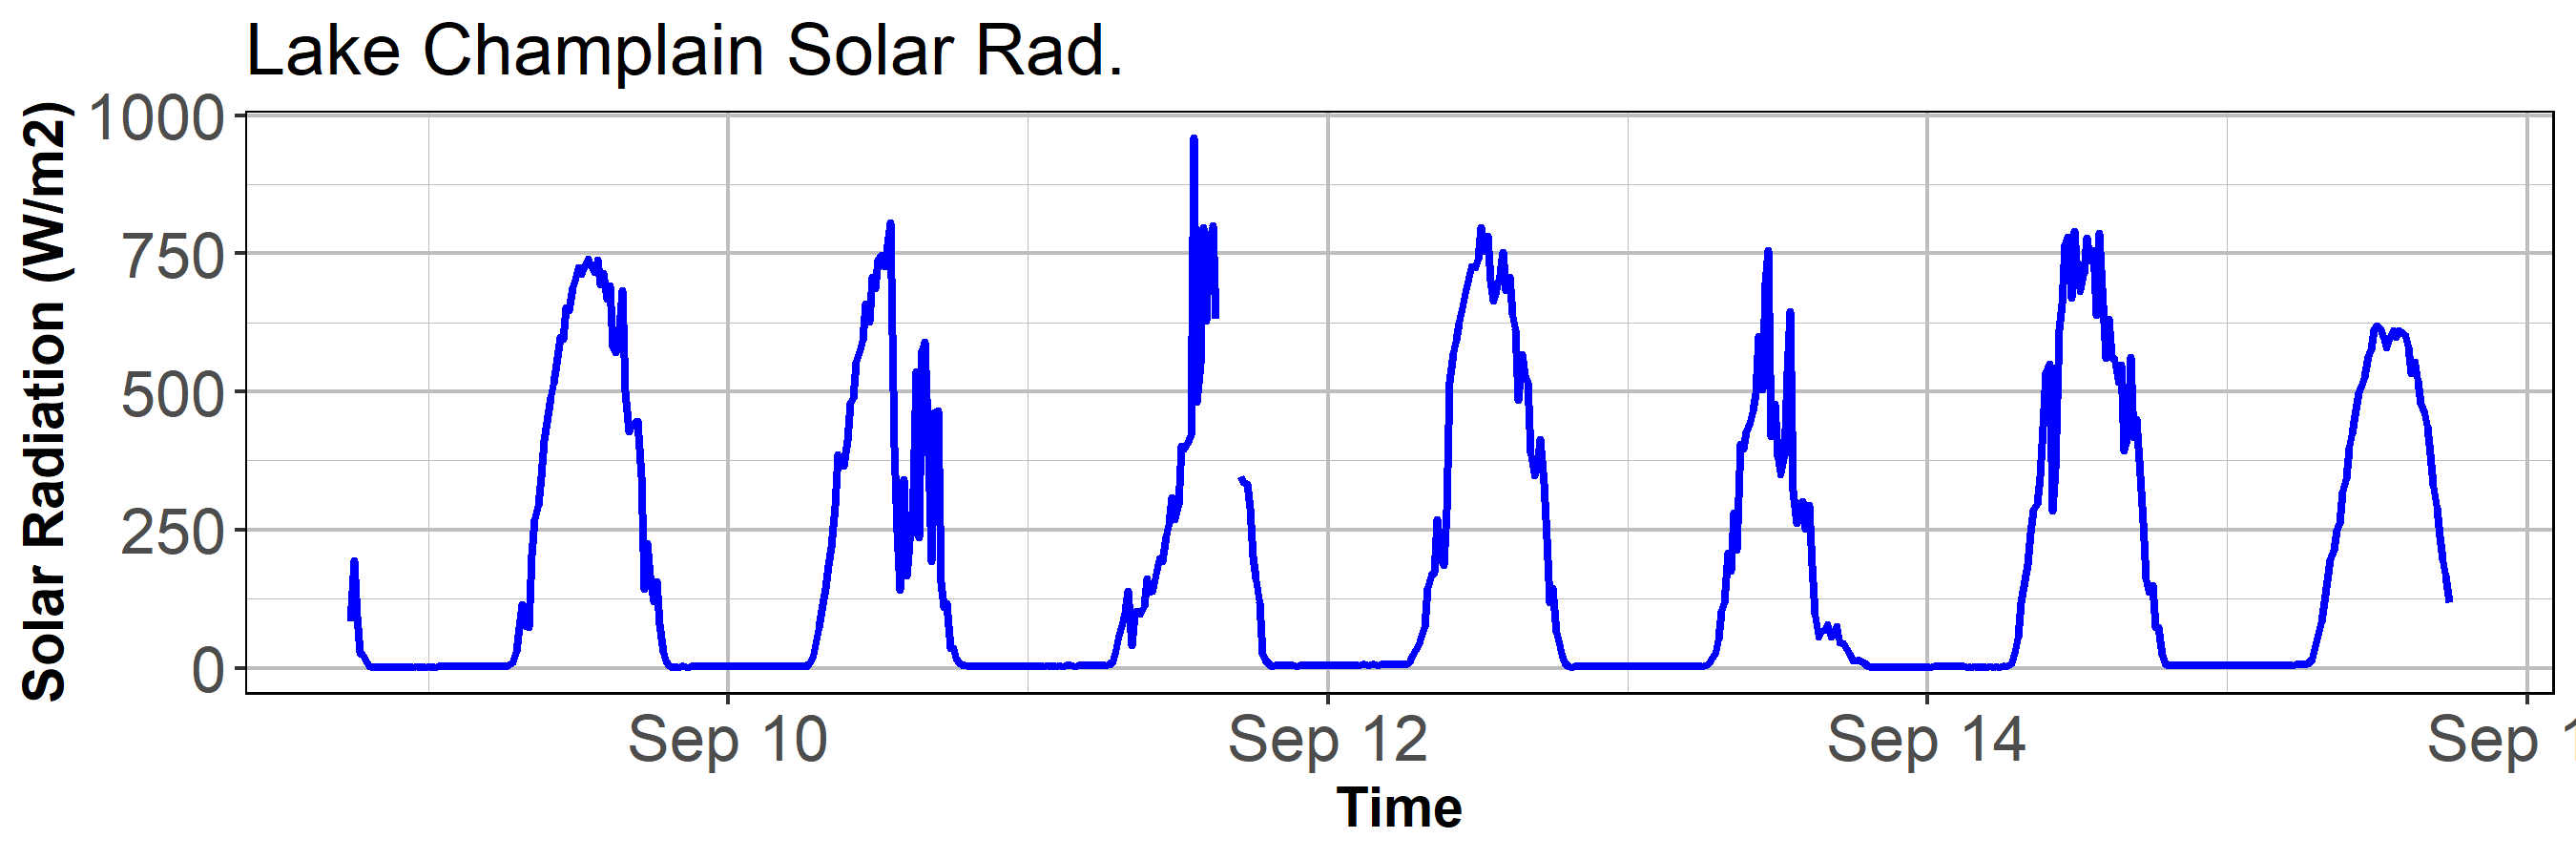 Lake Champlain Solar Rad.
Solar Radiation (W/m2)
1000
750
500
250
0
Sep 10 Sep 12 Sep 14 Sep 1
Time